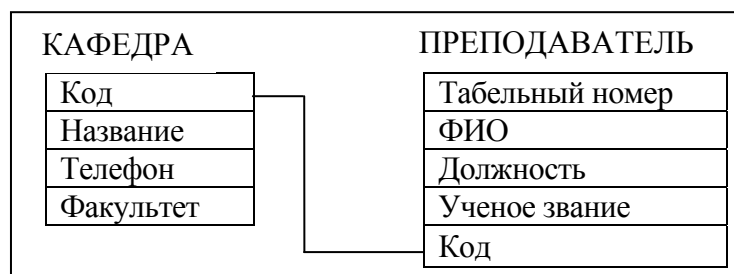 КАФЕДРА
Код
Название
Телефон
Факультет
ПРЕПОДАВАТЕЛЬ
Табельный номер
ФИО
Должность
Ученое звание
Код